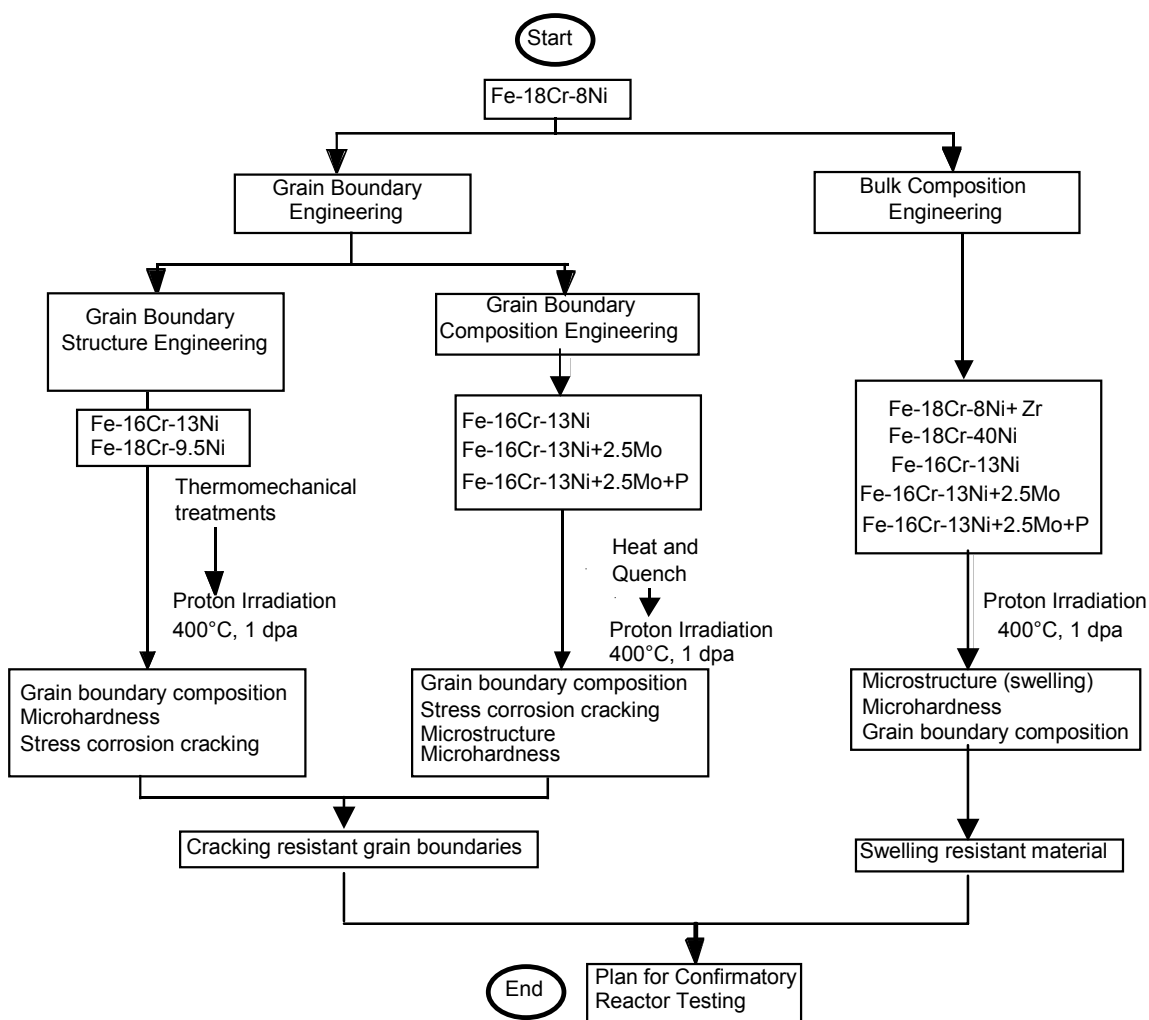 Start
Fe-18Cr-8Ni
Grain Boundary
Engineering
Bulk Composition
Engineering
Grain Boundary
Structure Engineering
Grain Boundary
Composition Engineering
Fe-16Cr-13Ni
Fe-18Cr-9.5Ni
Fe-16Cr-13Ni
Fe-16Cr-13Ni+2.5Mo
Fe-16Cr-13Ni+2.5Mo+P
Fe-18Cr-8Ni+ Zr
Fe-18Cr-40Ni
Fe-16Cr-13Ni
Fe-16Cr-13Ni+2.5Mo
Fe-16Cr-13Ni+2.5Mo+P
Thermomechanical
treatments
Proton Irradiation
400°C, 1 dpa
Heat and
Quench
Proton Irradiation
400°C, 1 dpa
Proton Irradiation
400°C, 1 dpa
Grain boundary composition
Microhardness
Stress corrosion cracking
Grain boundary composition
Stress corrosion cracking
Microstructure
Microhardness
Microstructure (swelling)
Microhardness
Grain boundary composition
Cracking resistant grain boundaries
Swelling resistant material
End
Plan for Confirmatory
Reactor Testing